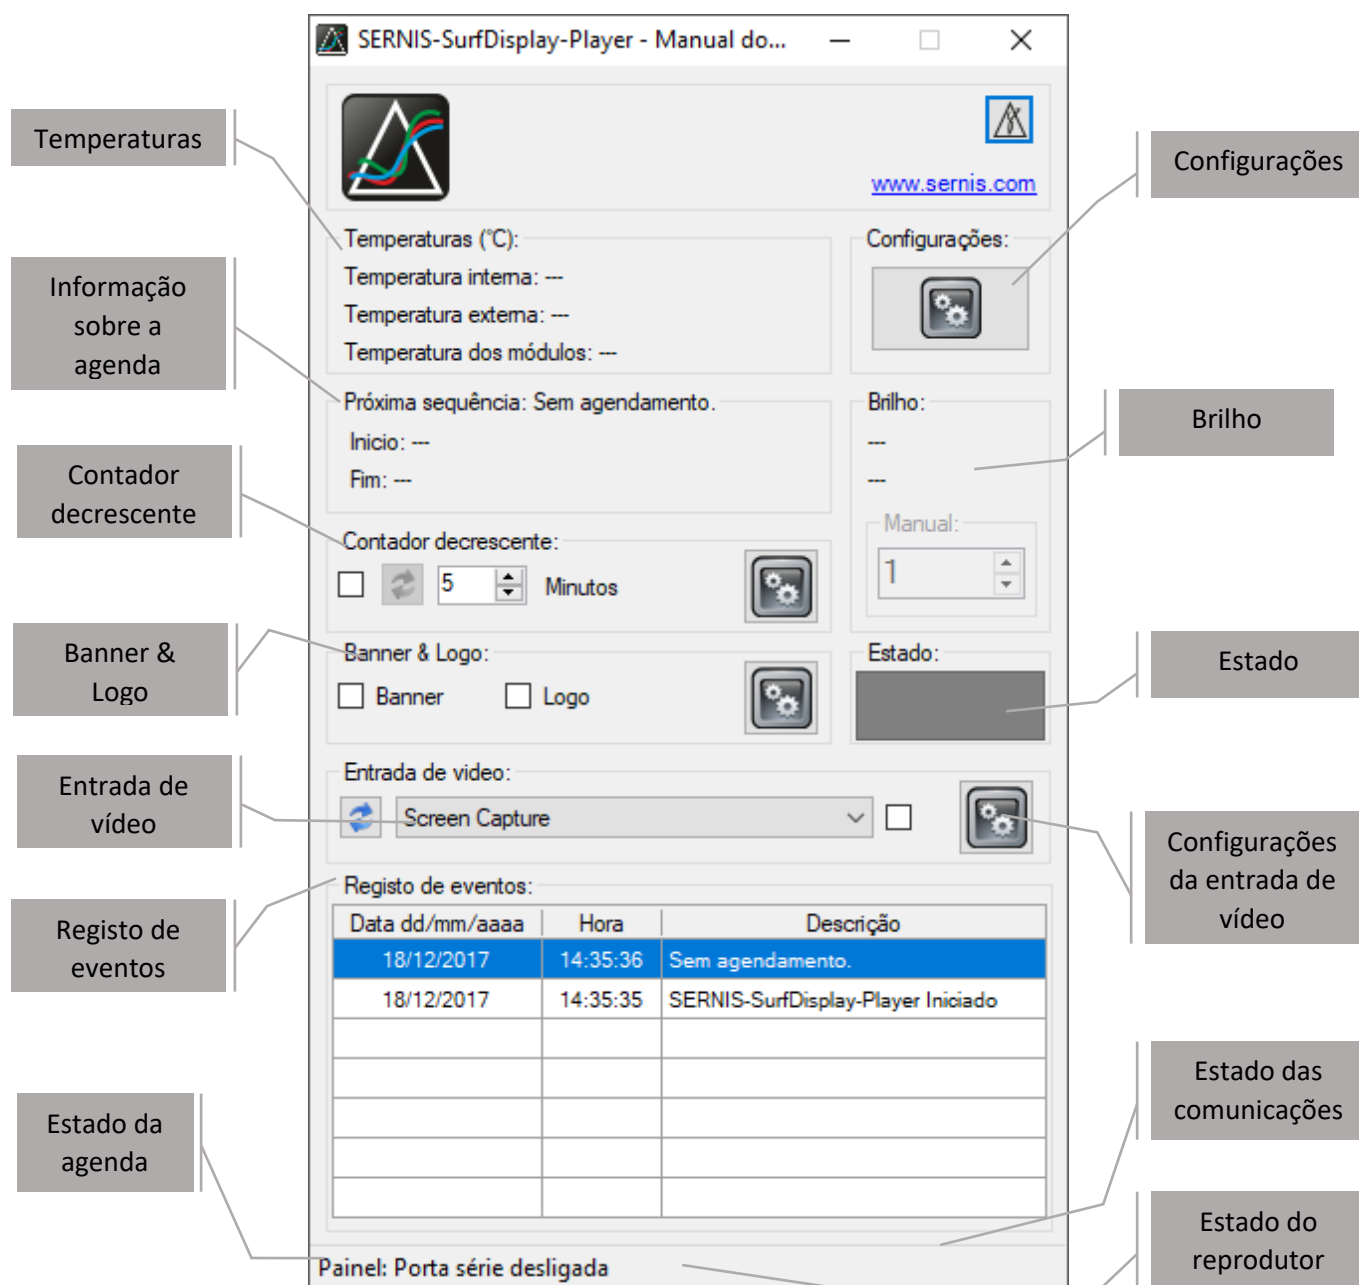 SERNIS-SurfDisplay-Player - Manual do...
www.sernis.com
Temperaturas
Configurações
Temperaturas (°C):
Temperatura interna: ---
Temperatura externa: ---
Temperatura dos módulos: ---
Configurações:
Informação
sobre a
agenda
Próxima sequência: Sem agendamento.
Inicio: ---
Fim: ---
Brilho:
---
---
Manual:
1
Brilho
Contador
decrescente
Contador decrescente:
5 Minutos
Banner &
Logo
Banner & Logo:
Banner Logo
Estado:
Estado
Entrada de
vídeo
Entrada de video:
Screen Capture
Configurações
da entrada de
vídeo
Registo de
eventos
Registo de eventos:
Data dd/mm/aaaa Hora Descrição
18/12/2017 14:35:36 Sem agendamento.
18/12/2017 14:35:35 SERNIS-SurfDisplay-Player Iniciado
Estado das
comunicações
Estado da
agenda
Estado do
reprodutor
Painel: Porta série desligada